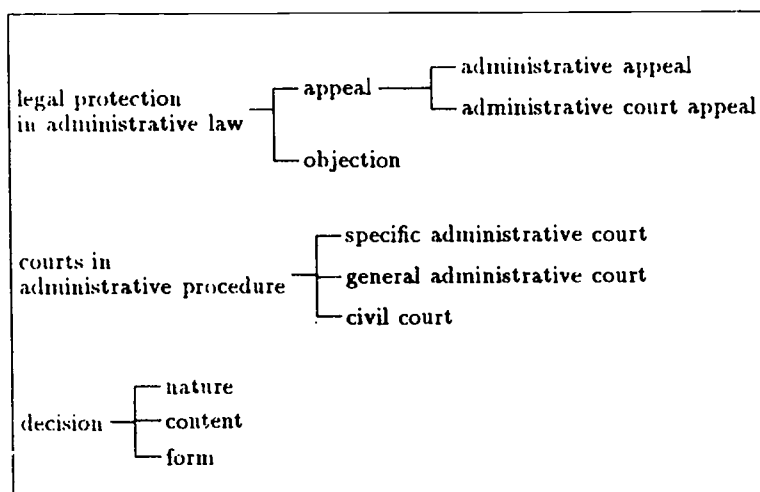 administrative appeal
appeal
legal protection
in administrative law
administrative court appeal
objection
specific administrative court
courts in
administrative procedure
general administrative court
civil court
nature
decision
content
form